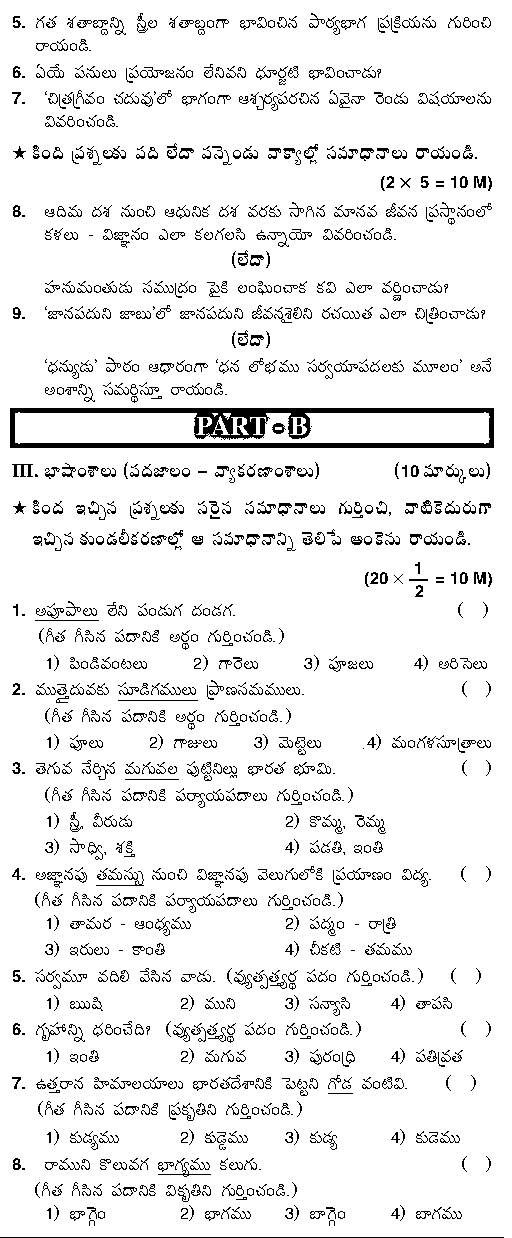 5. గత శతాబ్దాన్ని స్త్రీల శతాబ్దంగా భావించిన పార్యభాగ ప్రక్రియను గురించి
రాయండి.
6. ఏయే పనులు ప్రయోజనం లేనివని ధూర్జటి భావించాడు?
7. 'చిత్రగ్రీవం చదువు'లో భాగంగా ఆశ్చర్యపరచిన ఏవైనా రెండు విషయాలను
వివరించండి.
★ కింది ప్రశ్నలకు పది లేదా పన్నెండు వాక్యాల్లో సమాధానాలు రాయండి.
(2 × 5 = 10 M)
8. ఆదిమ దశ నుంచి ఆధునిక దశ వరకు సాగిన మానవ జీవన ప్రస్థానంలో
కళలు - విజ్ఞానం ఎలా కలగలసి ఉన్నాయో వివరించండి.
(లేదా)
హనుమంతుడు సముద్రం పైకి లంఘించాక కవి ఎలా వర్ణించాడు?
9. 'జానపదుని జాబు'లో జానపదుని జీవనశైలిని రచయిత ఎలా చిత్రించాడు?
(లేదా)
'ధన్యుడు' పాఠం ఆధారంగా 'ధన లోభము సర్వయాపదలకు మూలం' అనే
అంశాన్ని సమర్థిస్తూ రాయండి.
PART - B
III. భాషాంశాలు (పదజాలం – వ్యాకరణాంశాలు) (10 మార్కులు)
★ కింద ఇచ్చిన ప్రశ్నలకు సరైన సమాధానాలు గుర్తించి, వాటికెదురుగా
ఇచ్చిన కుండలీకరణాల్లో ఆ సమాధానాన్ని తెలిపే అంకెను రాయండి.
(20 × 1/2 = 10 M)
1. అపూపాలు లేని పండుగ దండగ. ( )
(గీత గీసిన పదానికి అర్థం గుర్తించండి.)
1) పిండివంటలు 2) గారెలు 3) పూజలు 4) అరిసెలు
2. ముత్తైదువకు సూడిగములు ప్రాణసమములు. ( )
(గీత గీసిన పదానికి అర్థం గుర్తించండి.)
1) పూలు 2) గాజులు 3) మెట్టెలు 4) మంగళసూత్రాలు
3. తెగువ నేర్చిన మగువల పుట్టినిల్లు భారత భూమి. ( )
(గీత గీసిన పదానికి పర్యాయపదాలు గుర్తించండి.)
1) స్త్రీ, వీరుడు 2) కొమ్మ, రెమ్మ
3) సాధ్వి, శక్తి 4) పడతి, ఇంతి
4. అజ్ఞానపు తమస్సు నుంచి విజ్ఞానపు వెలుగులోకి ప్రయాణం విద్య. ( )
(గీత గీసిన పదానికి పర్యాయపదాలు గుర్తించండి.)
1) తామర - ఆంధ్యము 2) పద్మం - రాత్రి
3) ఇరులు - కాంతి 4) చీకటి - తమము
5. సర్వమూ వదిలి వేసిన వాడు. (వ్యుత్పత్త్యర్థ పదం గుర్తించండి.) ( )
1) ఋషి 2) ముని 3) సన్యాసి 4) తాపసి
6. గృహాన్ని ధరించేది? (వ్యుత్పత్త్యర్థ పదం గుర్తించండి.) ( )
1) ఇంతి 2) మగువ 3) పురంధ్రి 4) పతివ్రత
7. ఉత్తరాన హిమాలయాలు భారతదేశానికి పెట్టని గోడ వంటివి. ( )
(గీత గీసిన పదానికి ప్రకృతిని గుర్తించండి.)
1) కుడ్యము 2) కుడ్డెము 3) కుడ్య 4) కుడెము
8. రాముని కొలువగ భాగ్యము కలుగు. ( )
(గీత గీసిన పదానికి వికృతిని గుర్తించండి.)
1) భాగ్గెం 2) భాగము 3) బాగ్గెం 4) బాగము